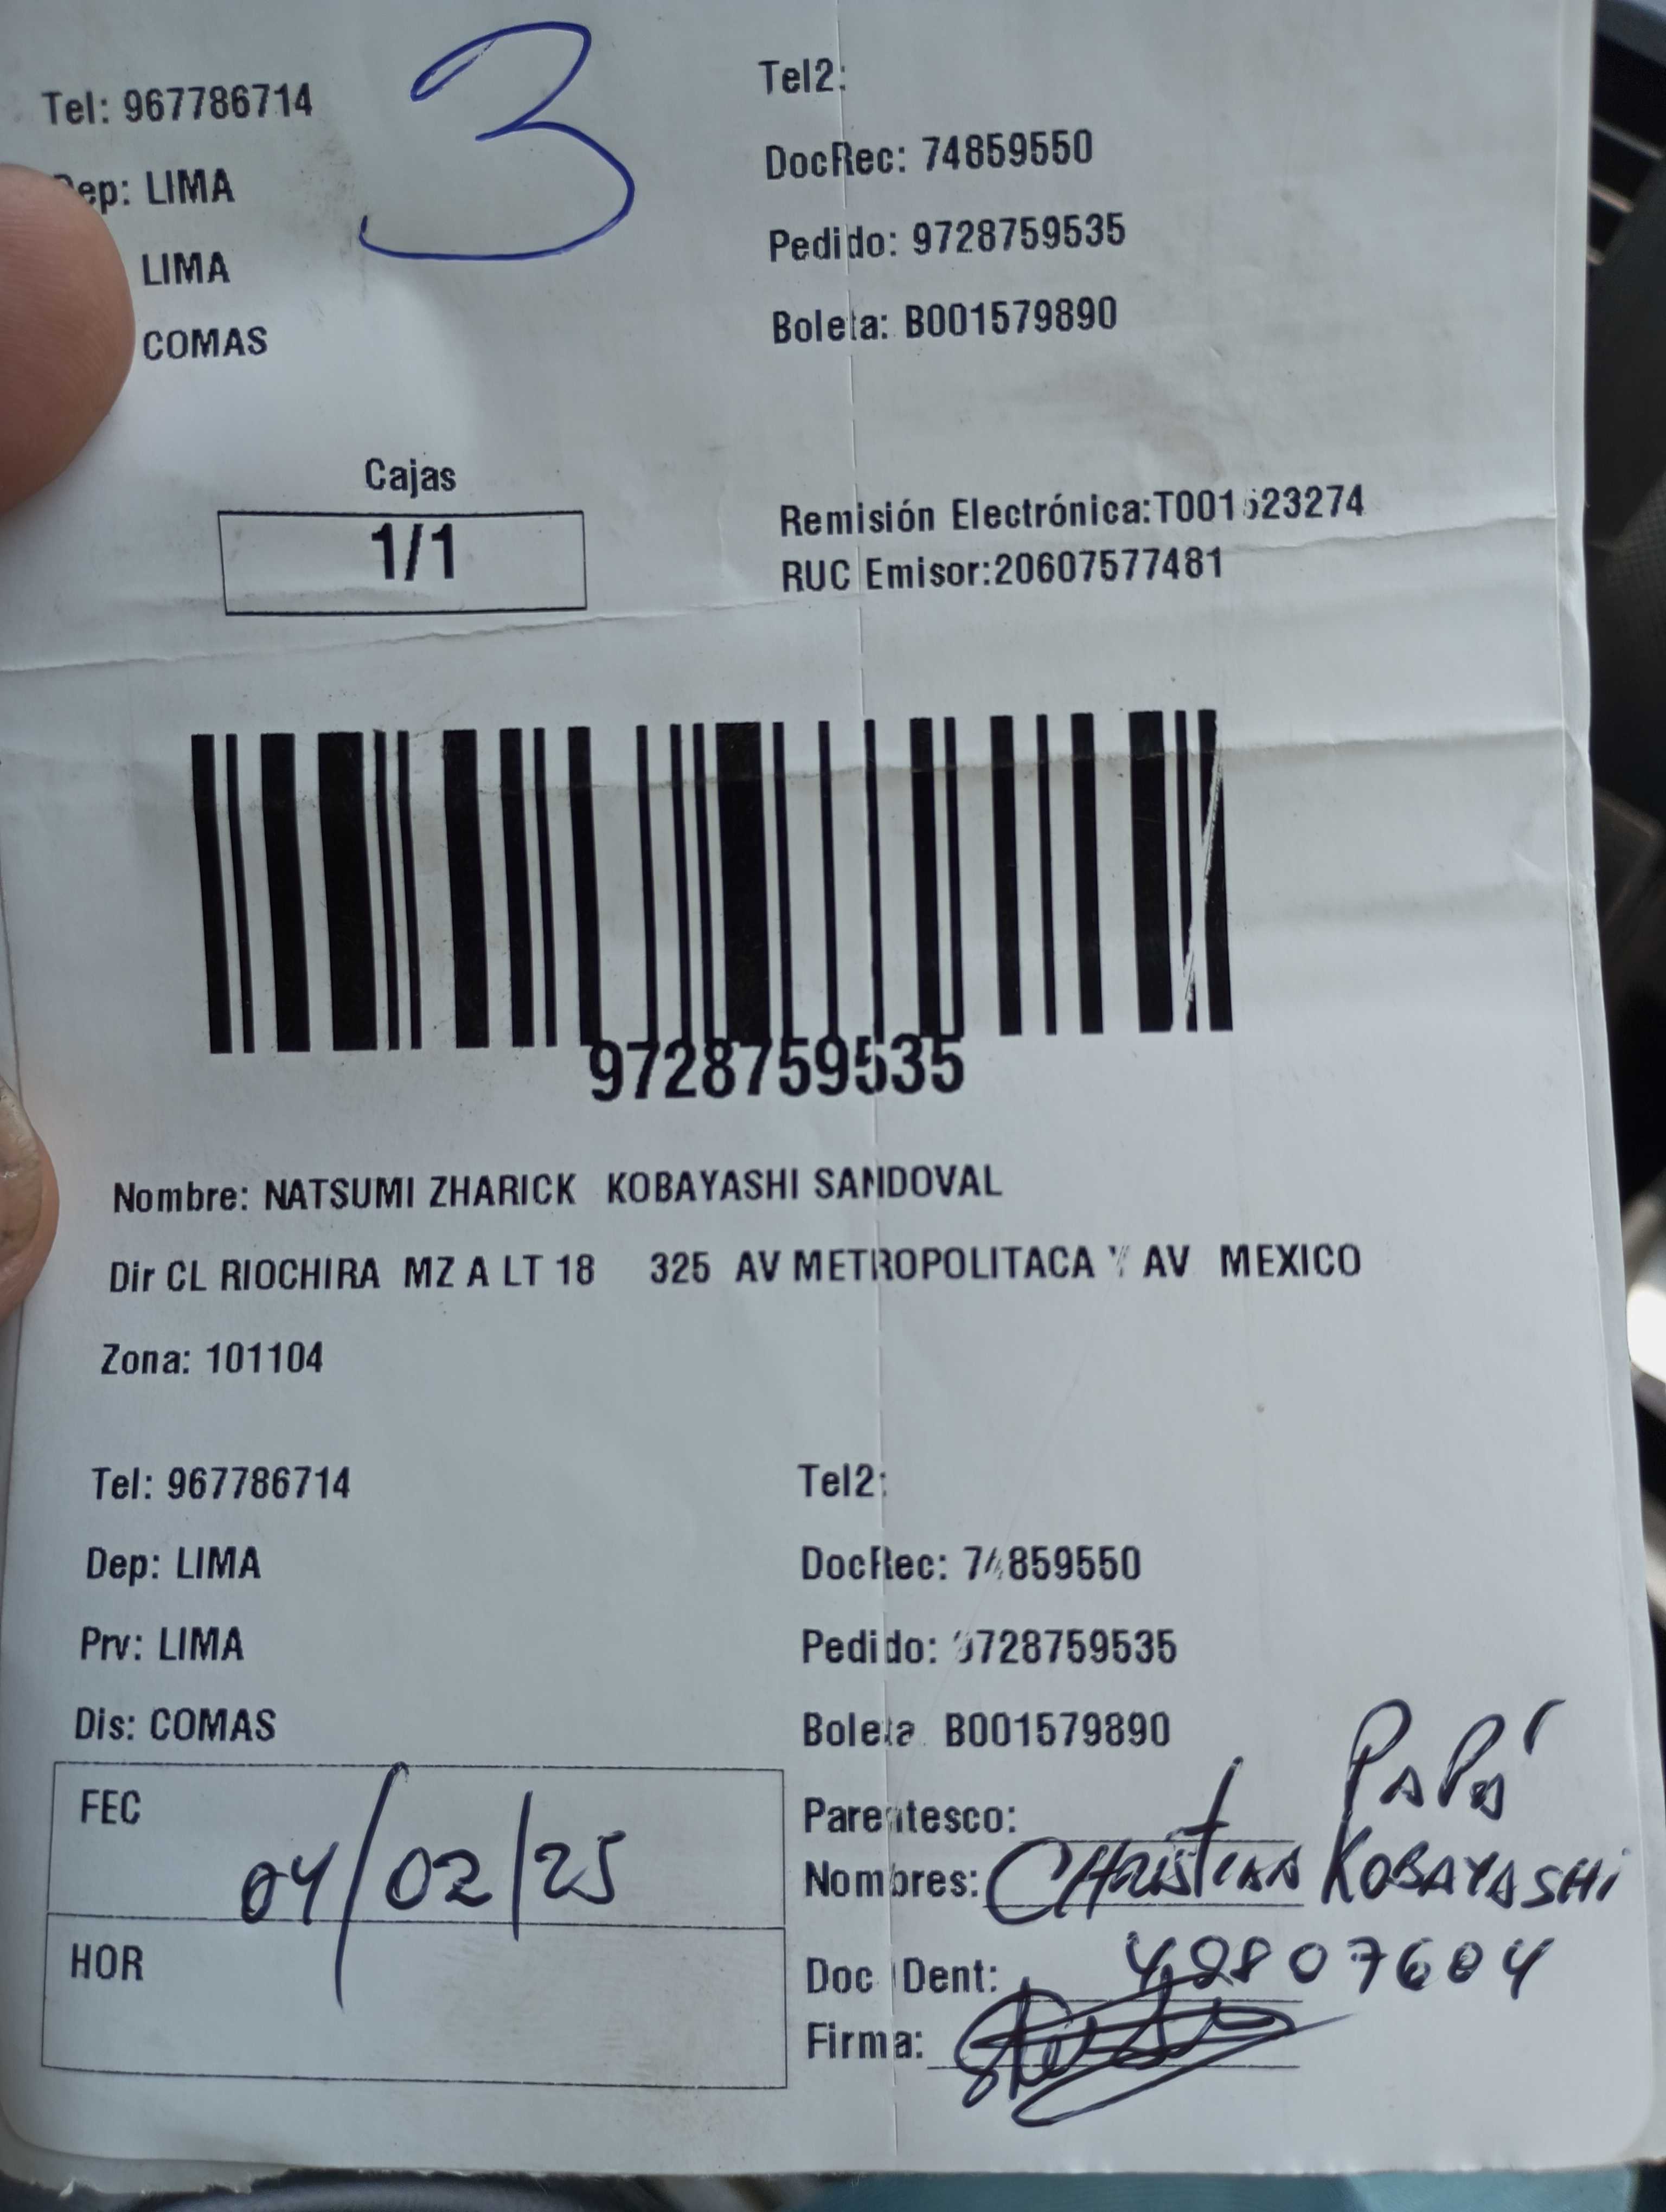 3
Tel: 967786714 Tel2:
Dep: LIMA DocRec: 74859550
LIMA Pedido: 9728759535
COMAS Boleta: B001579890
Cajas
1/1
Remisión Electrónica:T001523274
RUC Emisor:20607577481
9728759535
Nombre: NATSUMI ZHARICK KOBAYASHI SANDOVAL
Dir CL RIOCHIRA MZ A LT 18 325 AV METROPOLITACA Y AV MEXICO
Zona: 101104
Tel: 967786714 Tel2:
Dep: LIMA DocRec: 74859550
Prv: LIMA Pedido: 9728759535
Dis: COMAS Boleta B001579890
FEC 04/02/25
HOR
Parentesco: PAPÁ
Nombres: CHRISTIAN KOBAYASHI
Doc Dent:
Firma: